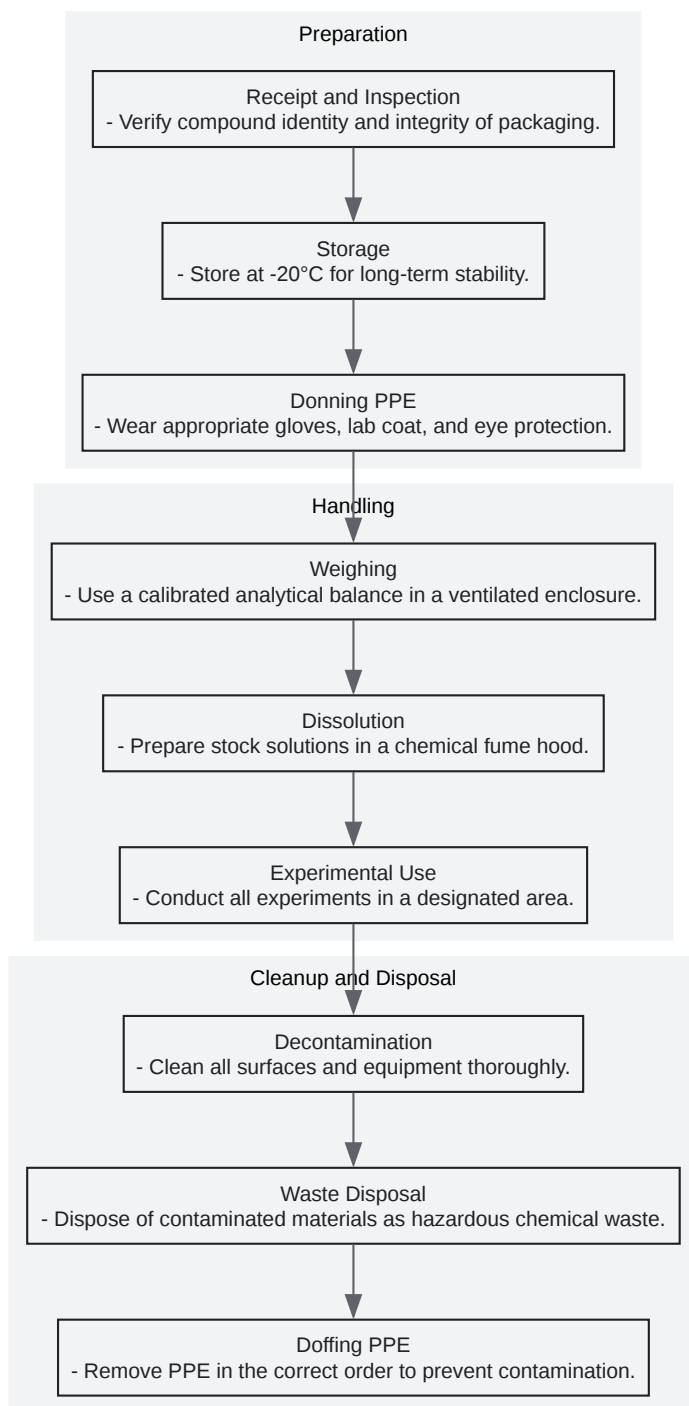 Preparation
Receipt and Inspection
- Verify compound identity and integrity of packaging.
Storage
- Store at -20°C for long-term stability.
Donning PPE
- Wear appropriate gloves, lab coat, and eye protection.
Handling
Weighing
- Use a calibrated analytical balance in a ventilated enclosure.
Dissolution
- Prepare stock solutions in a chemical fume hood.
Experimental Use
- Conduct all experiments in a designated area.
Cleanup and Disposal
Decontamination
- Clean all surfaces and equipment thoroughly.
Waste Disposal
- Dispose of contaminated materials as hazardous chemical waste.
Doffing PPE
- Remove PPE in the correct order to prevent contamination.